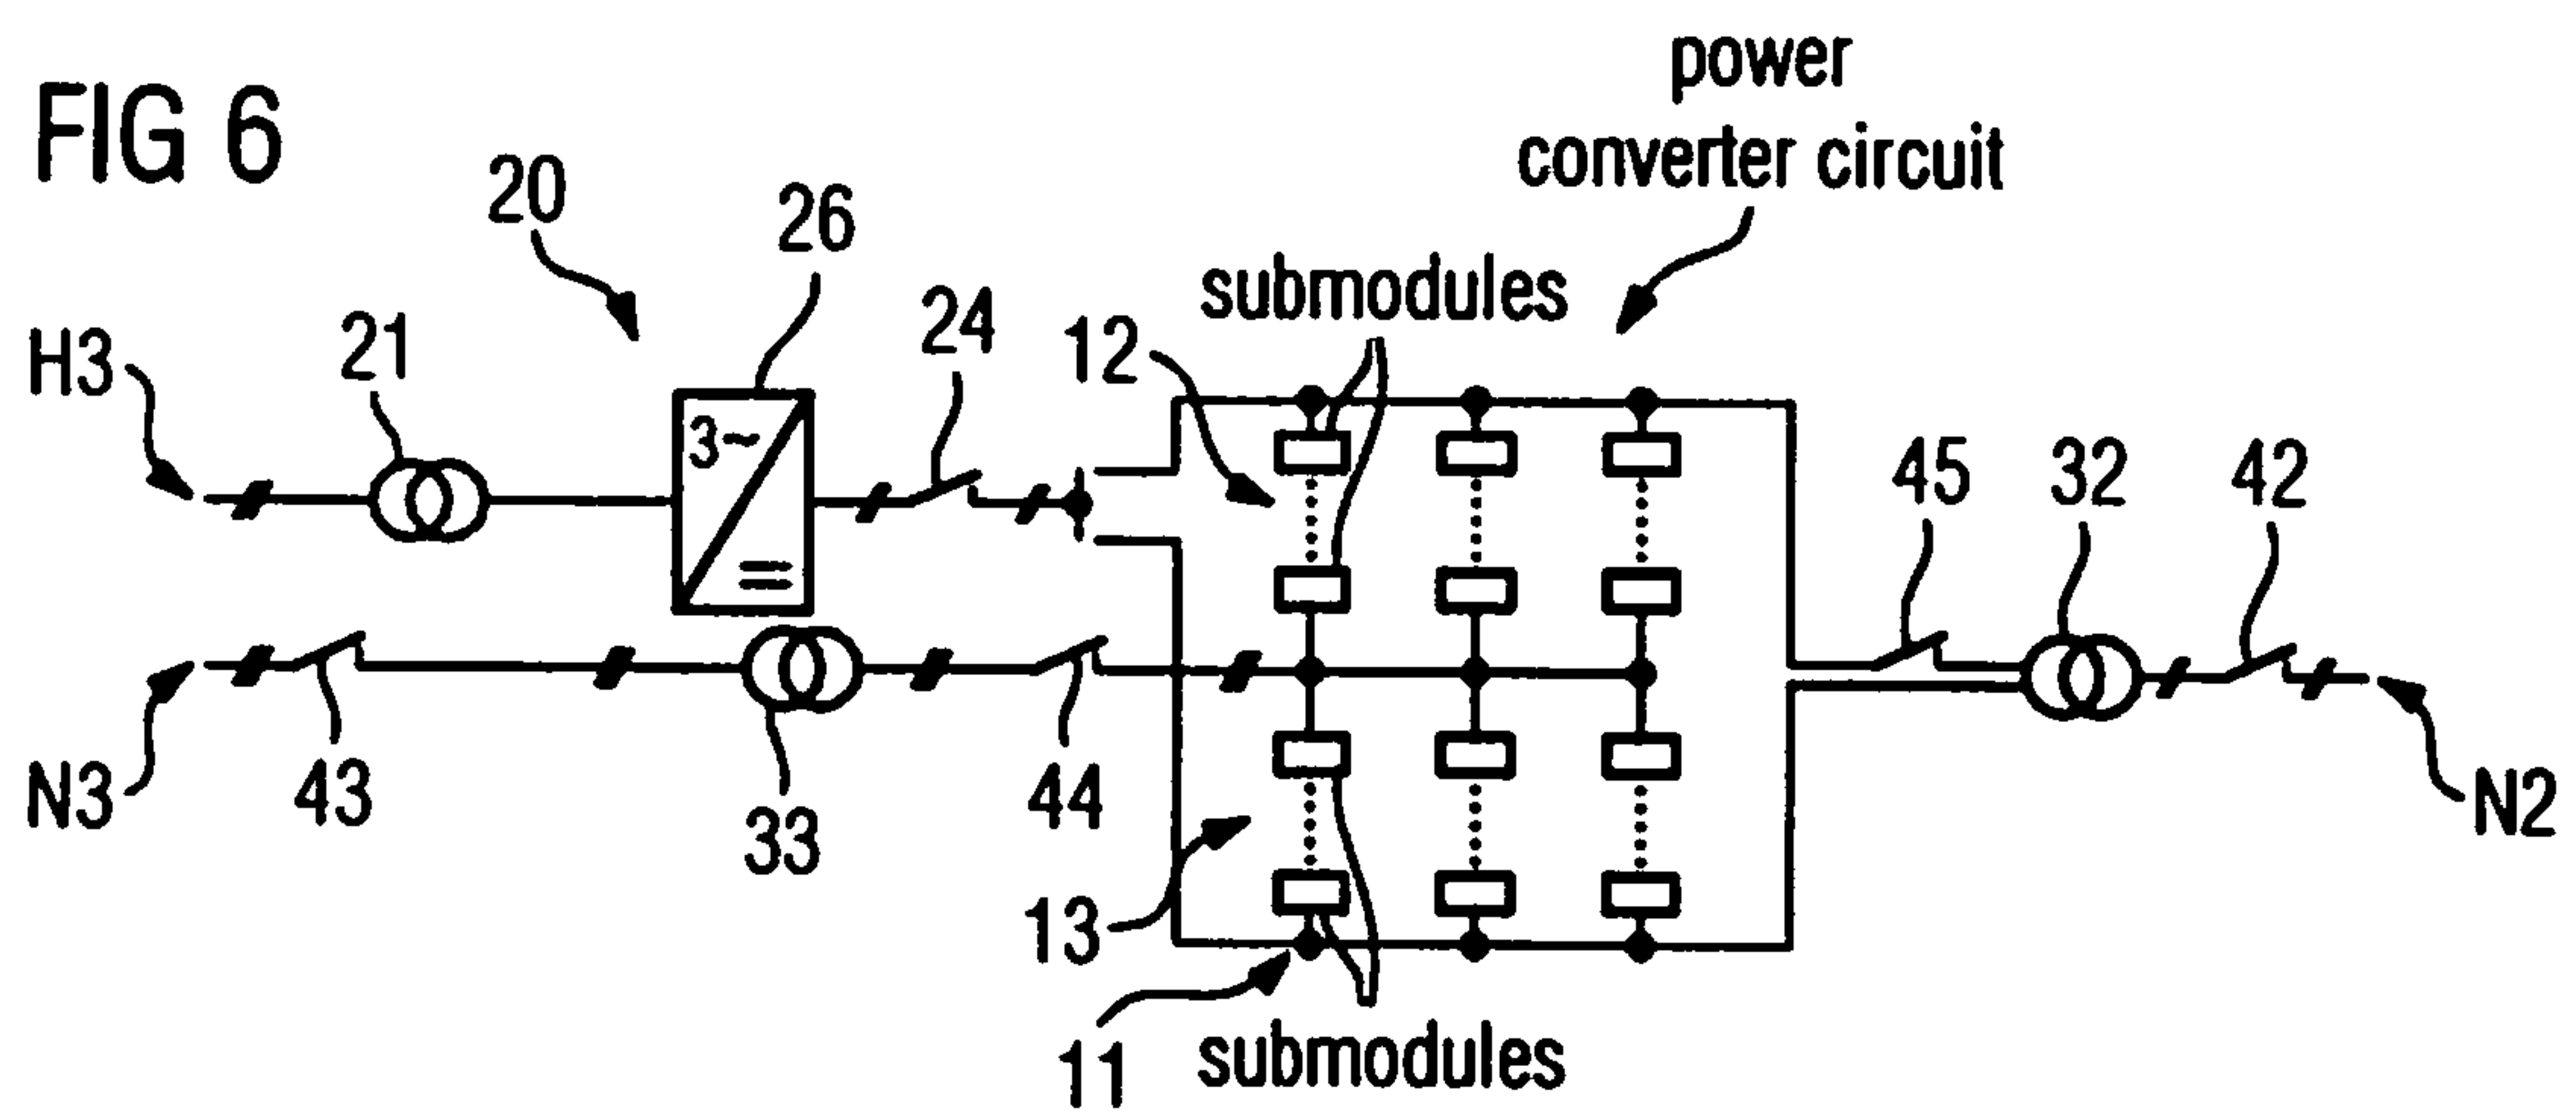 FIG 6
power
converter circuit
20
26
submodules
24
12
21
H3
3~
=
45
32
42
N3
43
33
44
13
N2
11
submodules